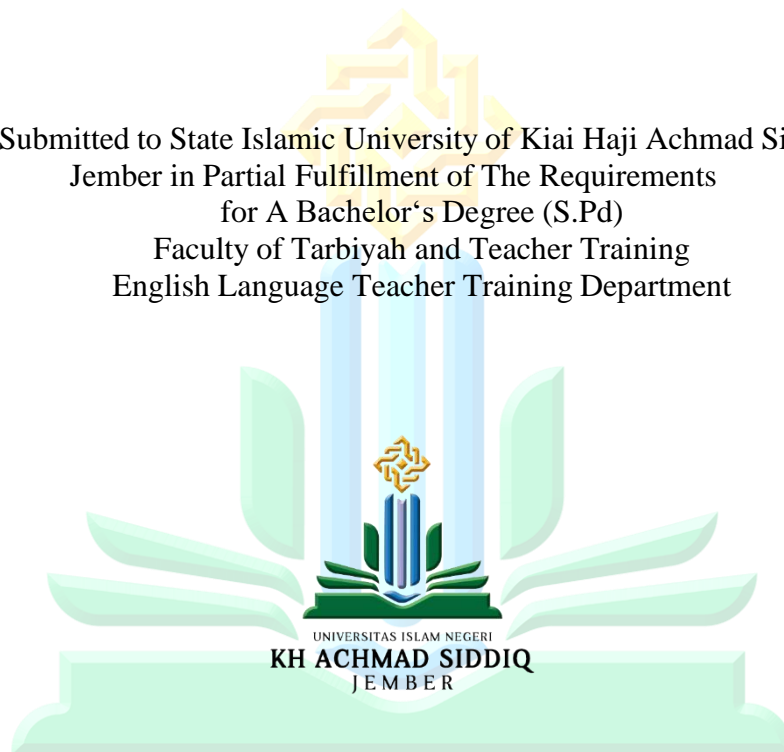 Submitted to State Islamic University of Kiai Haji Achmad Si
Jember in Partial Fulfillment of The Requirements
for A Bachelor‘s Degree (S.Pd)
Faculty of Tarbiyah and Teacher Training
English Language Teacher Training Department
UNIVERSITAS ISLAM NEGERI
KH ACHMAD SIDDIQ
JEMBER